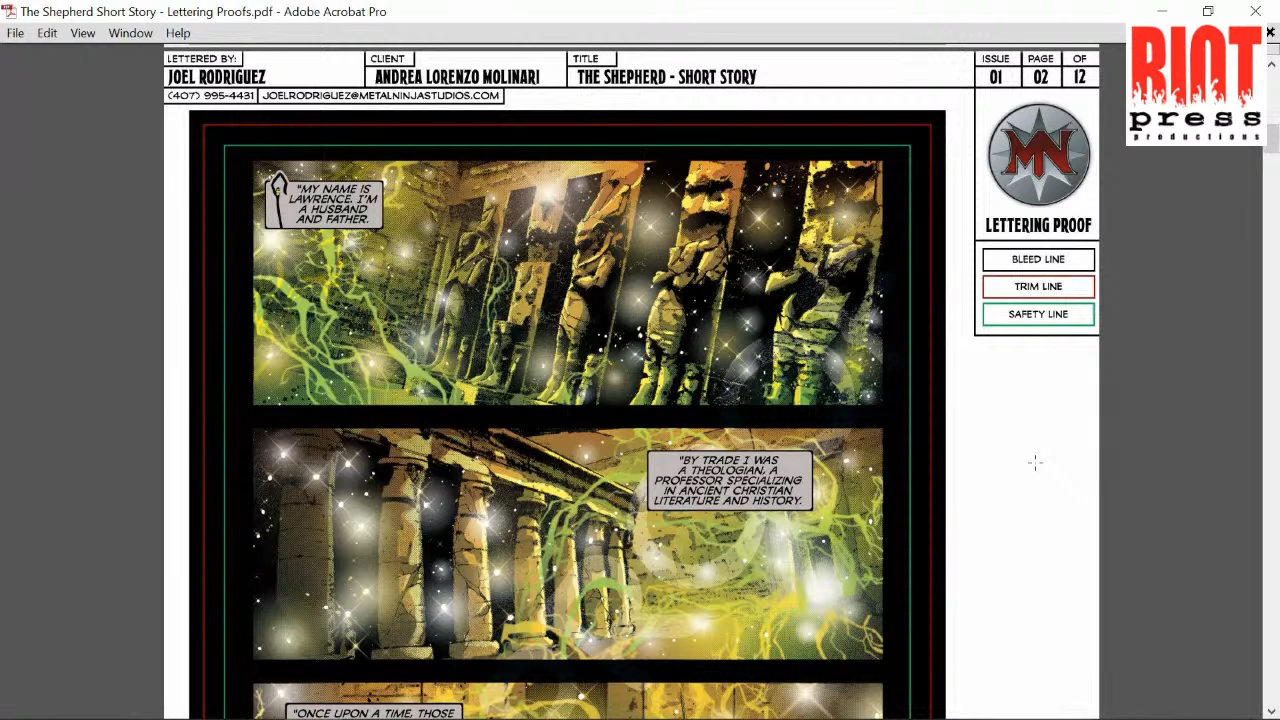 The Shepherd Short Story - Lettering Proofs.pdf - Adobe Acrobat Pro
File Edit View Window Help
LETTERED BY:
JOEL RODRIGUEZ
CLIENT
ANDREA LORENZO MOLINARI
TITLE
THE SHEPHERD - SHORT STORY
ISSUE PAGE OF
01 02 12
(407) 995-4431 JOELRODRIGUEZ@METALNINJASTUDIOS.COM
RIOT
press
productions
MN
LETTERING PROOF
BLEED LINE
TRIM LINE
SAFETY LINE
"MY NAME IS
LAWRENCE. I'M
A HUSBAND
AND FATHER.
"BY TRADE I WAS
A THEOLOGIAN, A
PROFESSOR SPECIALIZING
IN ANCIENT CHRISTIAN
LITERATURE AND HISTORY.
"ONCE UPON A TIME, THOSE